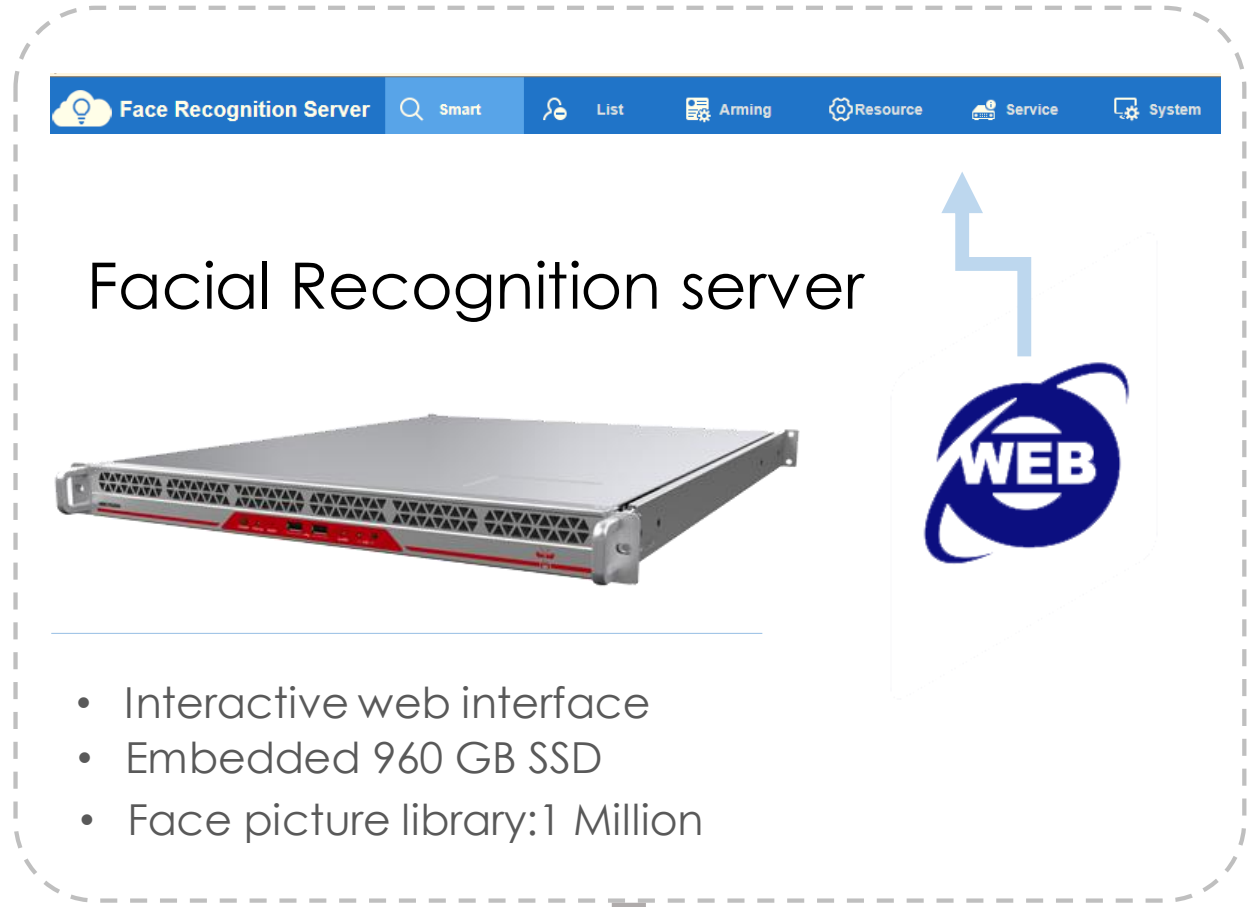 Face Recognition Server Smart List Arming Resource Service System
Facial Recognition server
WEB
• Interactive web interface
• Embedded 960 GB SSD
• Face picture library:1 Million